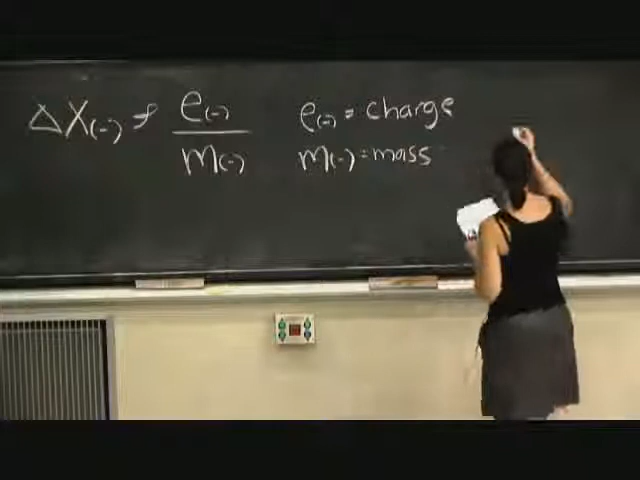 ΔX(-) ∝ e(-) / m(-)
e(-) = charge
m(-) = mass